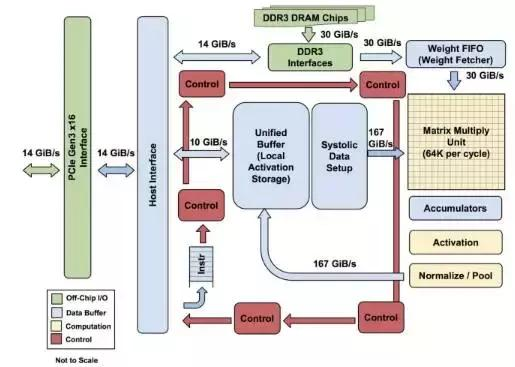 DDR3 DRAM Chips
30 GiB/s
14 GiB/s
DDR3
Interfaces
30 GiB/s
Weight FIFO
(Weight Fetcher)
30 GiB/s
Control
Control
14 GiB/s
PCIe Gen3 x16
Interface
14 GiB/s
Host Interface
10 GiB/s
Unified
Buffer
(Local
Activation
Storage)
Systolic
Data
Setup
167
GiB/s
Matrix Multiply
Unit
(64K per cycle)
Control
Accumulators
Activation
Normalize / Pool
167 GiB/s
Instr
Control
Control
Off-Chip I/O
Data Buffer
Computation
Control
Not to Scale